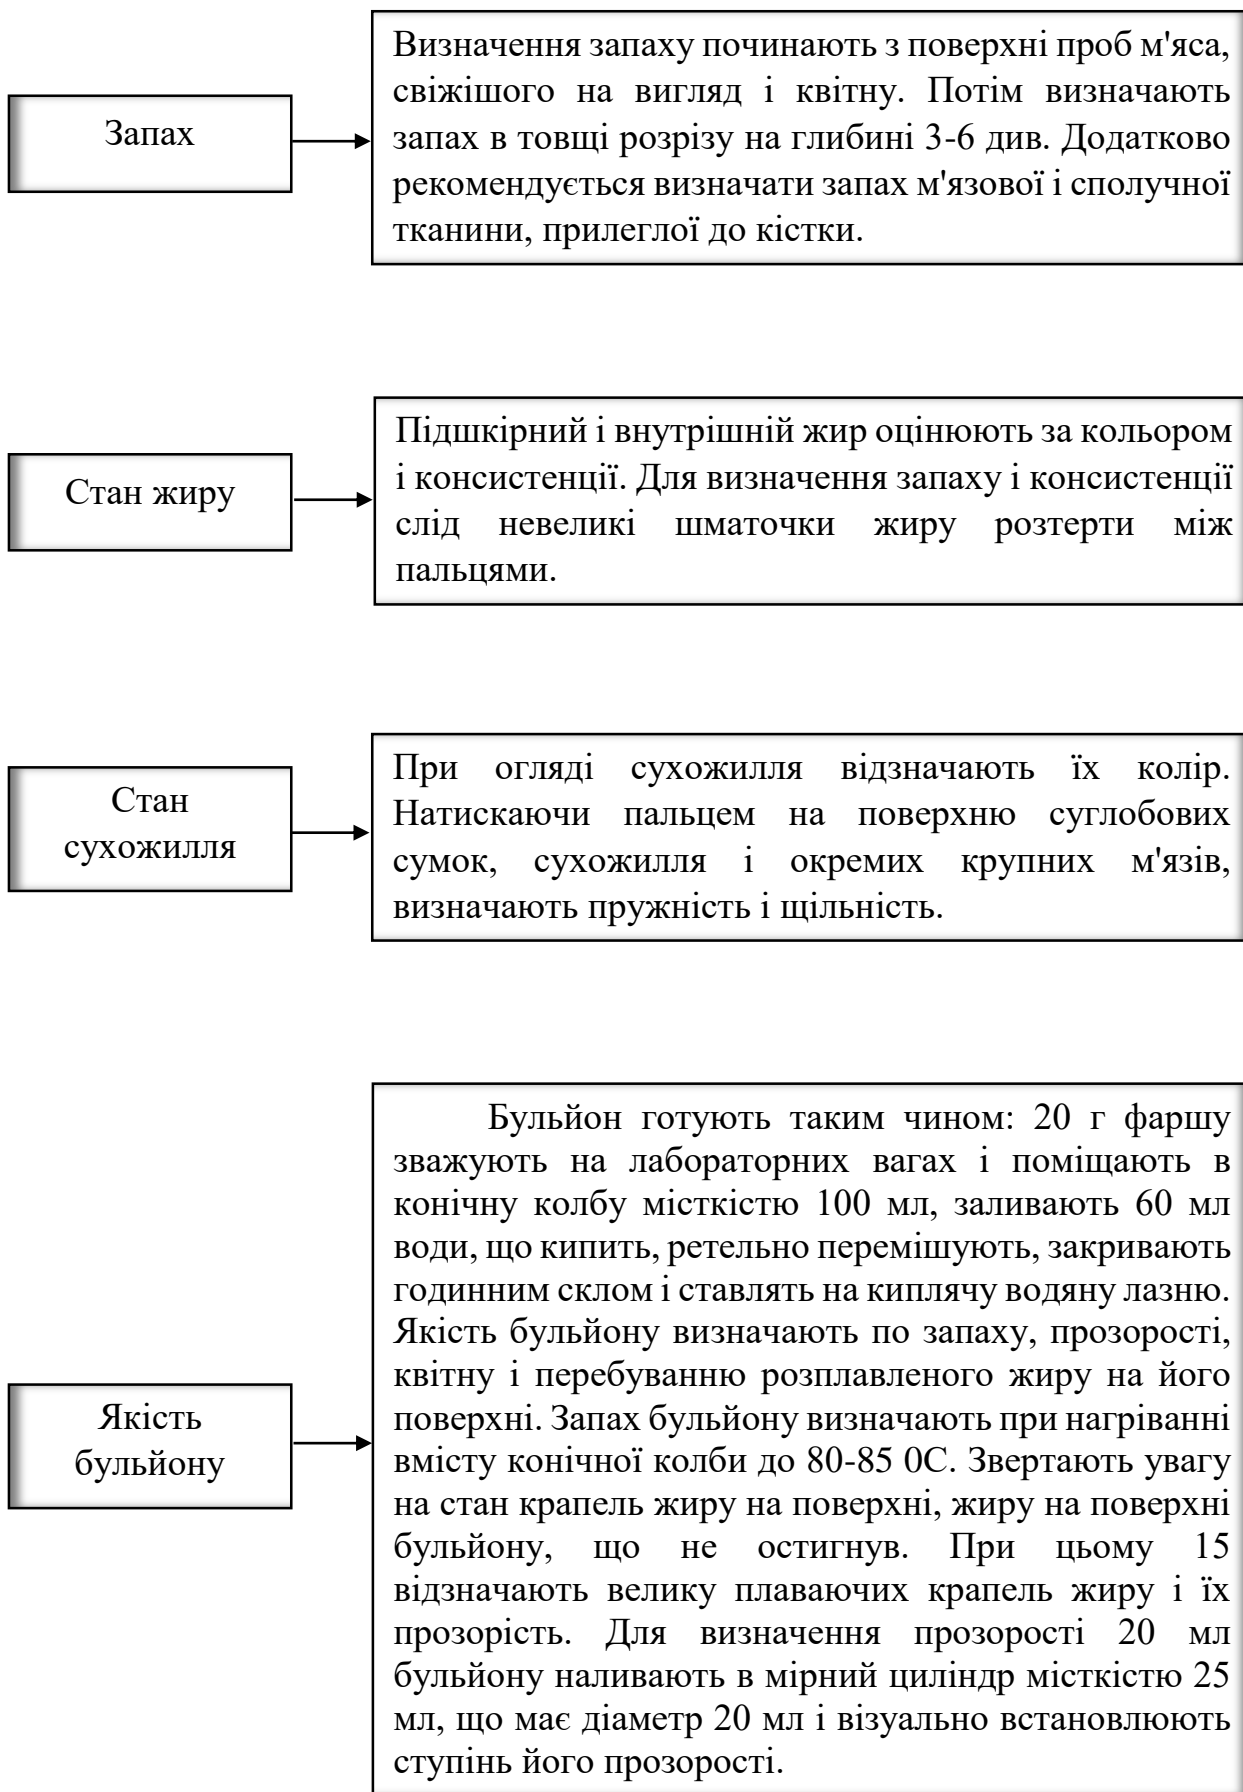 Запах
Визначення запаху починають з поверхні проб м'яса,
свіжішого на вигляд і квітну. Потім визначають
запах в товщі розрізу на глибині 3-6 див. Додатково
рекомендується визначати запах м'язової і сполучної
тканини, прилеглої до кістки.
Стан жиру
Підшкірний і внутрішній жир оцінюють за кольором
і консистенції. Для визначення запаху і консистенції
слід невеликі шматочки жиру розтерти між
пальцями.
Стан
сухожилля
При огляді сухожилля відзначають їх колір.
Натискаючи пальцем на поверхню суглобових
сумок, сухожилля і окремих крупних м'язів,
визначають пружність і щільність.
Якість
бульйону
Бульйон готують таким чином: 20 г фаршу
зважують на лабораторних вагах і поміщають в
конічну колбу місткістю 100 мл, заливають 60 мл
води, що кипить, ретельно перемішують, закривають
годинним склом і ставлять на киплячу водяну лазню.
Якість бульйону визначають по запаху, прозорості,
квітну і перебуванню розплавленого жиру на його
поверхні. Запах бульйону визначають при нагріванні
вмісту конічної колби до 80-85 0С. Звертають увагу
на стан крапель жиру на поверхні, жиру на поверхні
бульйону, що не остигнув. При цьому 15
відзначають велику плаваючих крапель жиру і їх
прозорість. Для визначення прозорості 20 мл
бульйону наливають в мірний циліндр місткістю 25
мл, що має діаметр 20 мл і візуально встановлюють
ступінь його прозорості.